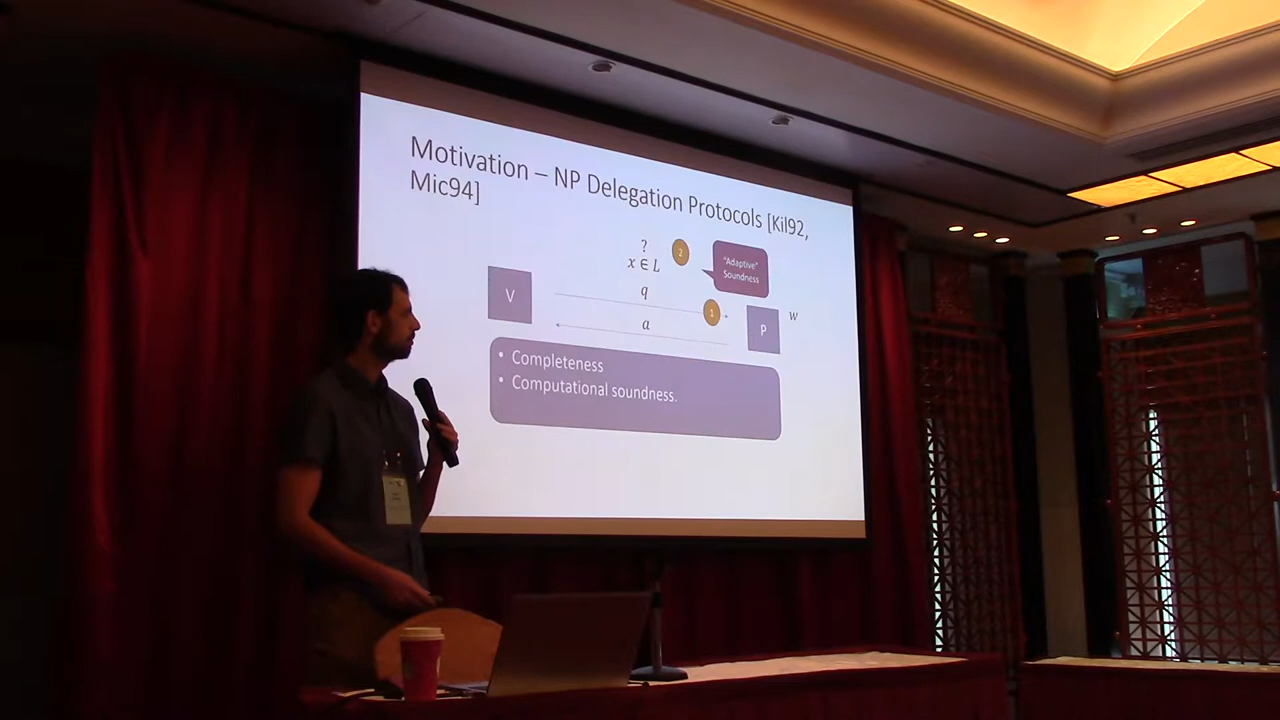 Motivation – NP Delegation Protocols [Kil92,
Mic94]
?
x ∈ L
2
"Adaptive"
Soundness
V
q
1
P
w
a
• Completeness
• Computational soundness.